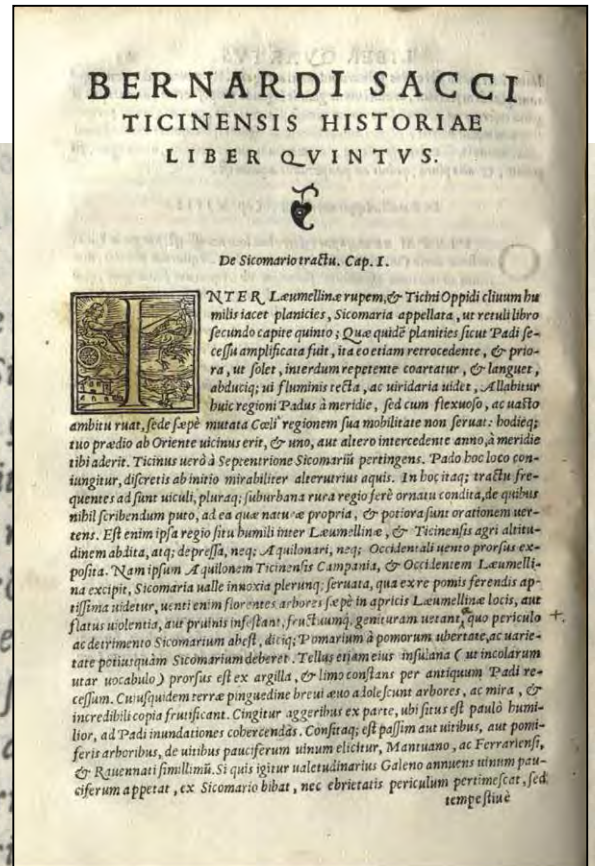 BERNARDI SACCI
TICINENSIS HISTORIAE
LIBER QVINTVS.
De Sicomario tractu. Cap. I.
INTER Læumellinæ rupem, & Ticini Oppidi cliuum hu
milis iacet planicies, Sicomaria appellata, ut retuli libro
secundo capite quinto; Quæ quidē planities sicut Padi se-
cessu amplificata fuit, ita eo etiam retrocedente, & prio-
ra, ut solet, interdum repetente coartatur, & languet,
abduciq; ui fluminis tecta, ac uiridaria uidet, Allabitur
huic regioni Padus à meridie, sed cum flexuoso, ac uasto
ambitu ruat, sede sæpè mutata Cœli regionem sua mobilitate non seruat: hodieq;
tuo prædio ab Oriente uicinus erit, & uno, aut altero intercedente anno, à meridie
tibi aderit. Ticinus uerò à Septentrione Sicomariū pertingens. Pado hoc loco con-
iungitur, discretis ab initio mirabiliter alterutrius aquis. In hoc itaq; tractu fre-
quentes ad sunt uiculi, pluraq; suburbana rura regio ferè ornatu condita, de quibus
nihil scribendum puto, ad ea quæ naturæ propria, & potiora sunt orationem uer-
tens. Est enim ipsa regio situ humili inter Læumellinæ, & Ticinensis agri altitu-
dinem abdita, atq; depressa, neq; Aquilonari, neq; Occidentali uento prorsus ex-
posita. Nam ipsum Aquilonem Ticinensis Campania, & Occidentem Læumelli-
na excipit, Sicomaria ualle innoxia plerunq; seruata, qua ex re pomis ferendis ap-
tissima uidetur, uenti enim florentes arbores sæpè in apricis Læumellinæ locis, aut
flatus uiolentia, aut pruinis infestant, fructuumq. genituram uetant, quo periculo +.
ac detrimento Sicomarium abest, diciq; Pomarium à pomorum ubertate, ac uarie-
tate potiusquàm Sicomarium deberet. Tellus etiam eius insulana (ut incolarum
utar uocabulo) prorsus est ex argilla, & limo constans per antiquum Padi re-
cessum. Cuiusquidem terræ pinguedine breui æuo adolescunt arbores, ac mira, &
incredibili copia frutificant. Cingitur aggeribus ex parte, ubi situs est paulò humi-
lior, ad Padi inundationes cohercendas. Consitaq; est passim aut uitibus, aut pomi-
feris arboribus, de uitibus pauciferum uinum elicitur, Mantuano, ac Ferrariensi,
& Rauennati simillimū. Si quis igitur ualetudinarius Galeno annuens uinum pau-
ciferum appetat, ex Sicomario bibat, nec ebrietatis periculum pertimescat, sed
tempestiuè